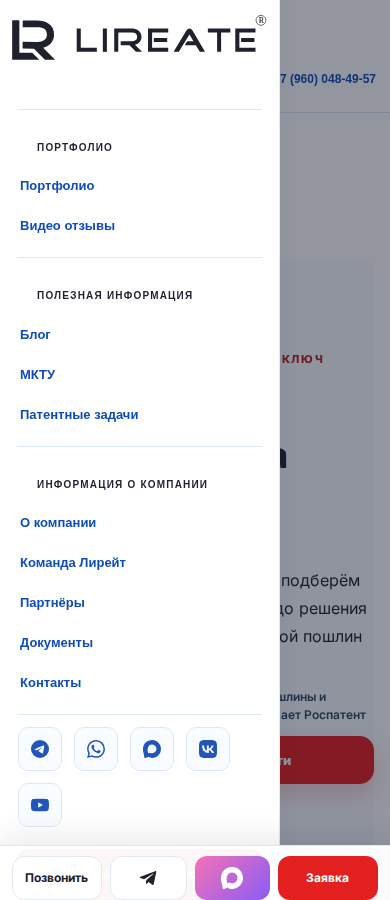 LIREATE®
7 (960) 048-49-57
ПОРТФОЛИО
Портфолио
Видео отзывы
ПОЛЕЗНАЯ ИНФОРМАЦИЯ
Блог
МКТУ
Патентные задачи
ИНФОРМАЦИЯ О КОМПАНИИ
О компании
Команда Лирейт
Партнёры
Документы
Контакты
ключ
подберём
до решения
ой пошлин
шлины и
ает Роспатент
ти
Позвонить
Заявка